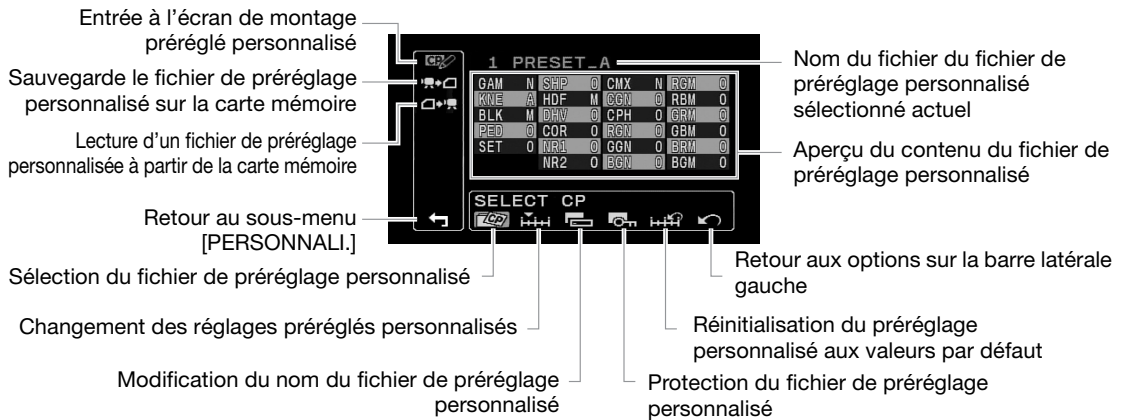 Entrée à l'écran de montage
préréglé personnalisé
Sauvegarde le fichier de préréglage
personnalisé sur la carte mémoire
Lecture d'un fichier de préréglage
personnalisée à partir de la carte mémoire
Retour au sous-menu
[PERSONNALI.]
Sélection du fichier de préréglage personnalisé
Changement des réglages préréglés personnalisés
Modification du nom du fichier de préréglage
personnalisé
CP
1 PRESET_A
GAM N SHP 0 CMX N RGM 0
KNE A HDF M CGN 0 RBM 0
BLK M DHV 0 CPH 0 GRM 0
PED 0 COR 0 RGN 0 GBM 0
SET 0 NR1 0 GGN 0 BRM 0
NR2 0 BGN 0 BGM 0
SELECT CP
CP
Nom du fichier du fichier de
préréglage personnalisé
sélectionné actuel
Aperçu du contenu du fichier de
préréglage personnalisé
Retour aux options sur la barre latérale
gauche
Réinitialisation du préréglage
personnalisé aux valeurs par défaut
Protection du fichier de préréglage
personnalisé